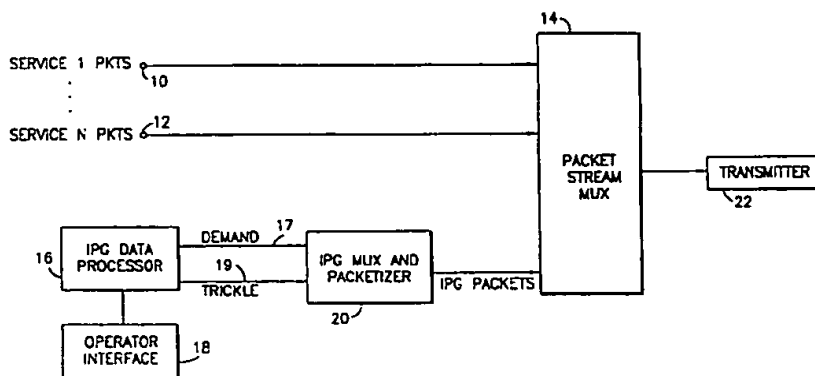 14
SERVICE 1 PKTS
10
SERVICE N PKTS
12
PACKET
STREAM
MUX
TRANSMITTER
22
IPG DATA
PROCESSOR
16
DEMAND
17
19
TRICKLE
IPG MUX AND
PACKETIZER
20
IPG PACKETS
OPERATOR
INTERFACE
18